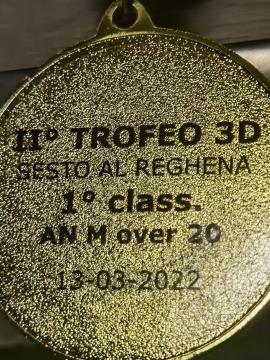 II° TROFEO 3D
SESTO AL REGHENA
1° class.
AN M over 20
13-03-2022